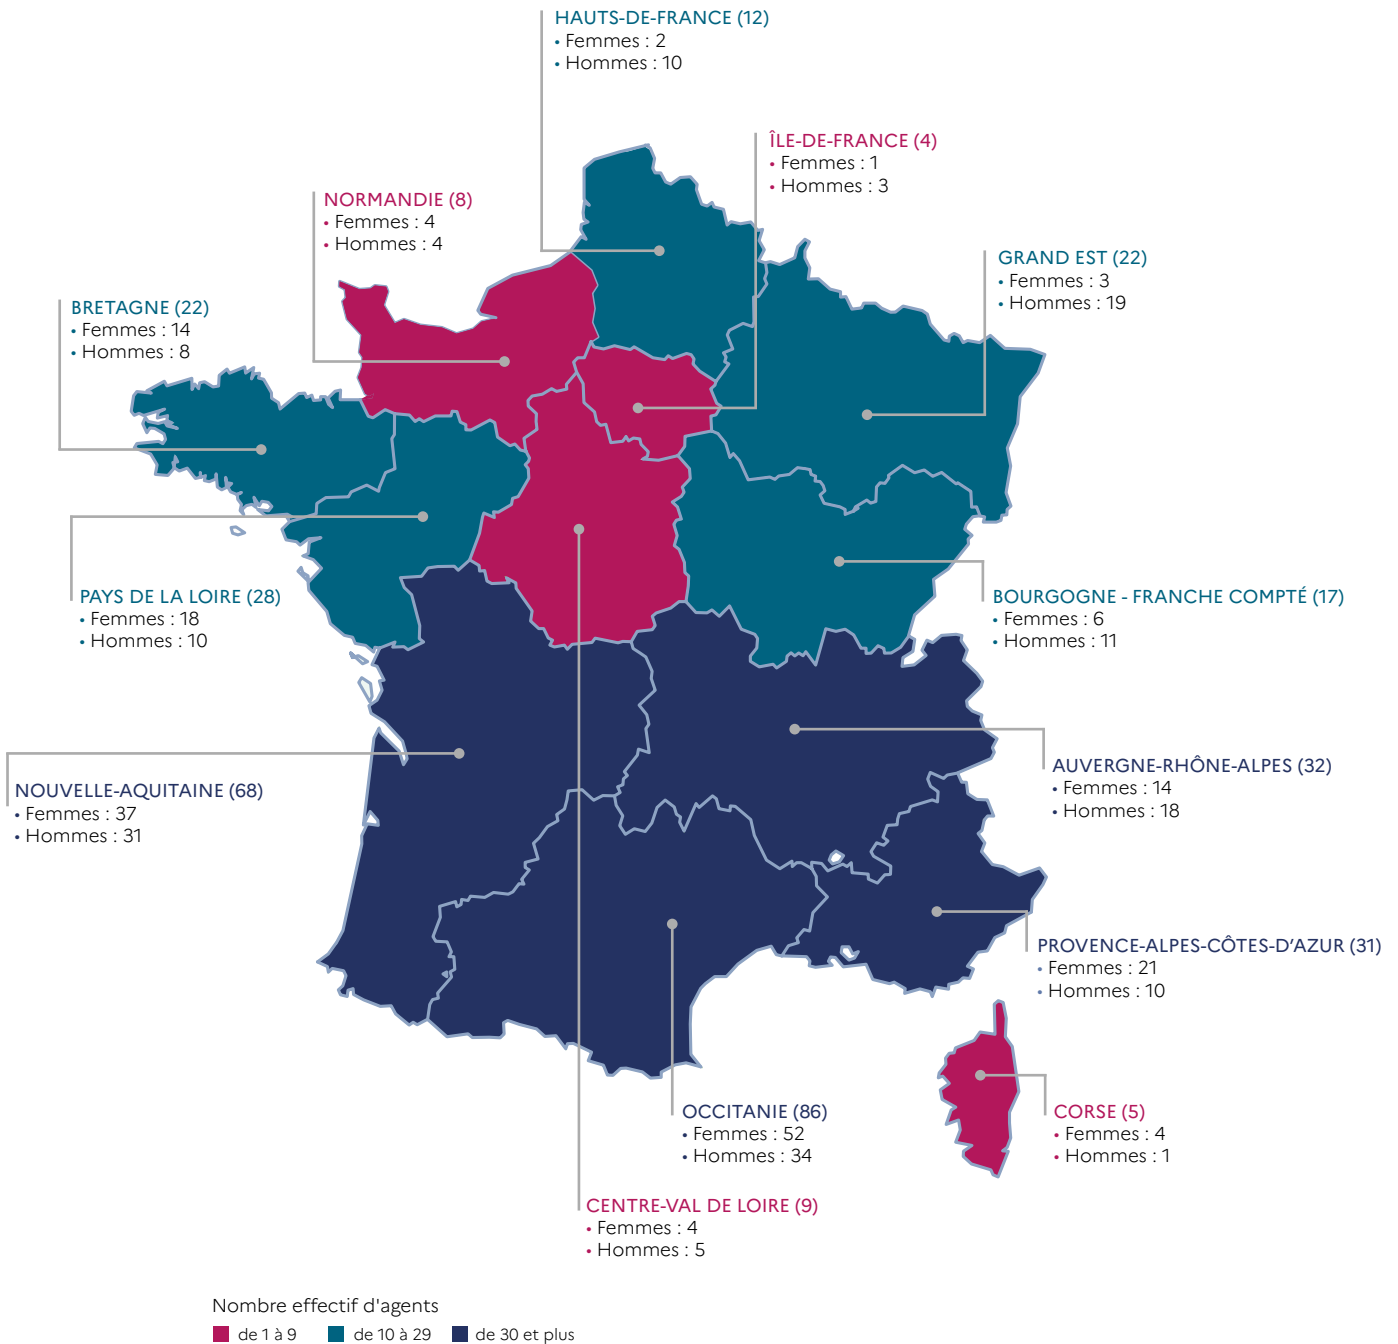 HAUTS-DE-FRANCE (12)
• Femmes : 2
• Hommes : 10
ÎLE-DE-FRANCE (4)
• Femmes : 1
• Hommes : 3
NORMANDIE (8)
• Femmes : 4
• Hommes : 4
GRAND EST (22)
• Femmes : 3
• Hommes : 19
BRETAGNE (22)
• Femmes : 14
• Hommes : 8
PAYS DE LA LOIRE (28)
• Femmes : 18
• Hommes : 10
BOURGOGNE - FRANCHE COMPTÉ (17)
• Femmes : 6
• Hommes : 11
AUVERGNE-RHÔNE-ALPES (32)
• Femmes : 14
• Hommes : 18
NOUVELLE-AQUITAINE (68)
• Femmes : 37
• Hommes : 31
PROVENCE-ALPES-CÔTES-D’AZUR (31)
• Femmes : 21
• Hommes : 10
OCCITANIE (86)
• Femmes : 52
• Hommes : 34
CORSE (5)
• Femmes : 4
• Hommes : 1
CENTRE-VAL DE LOIRE (9)
• Femmes : 4
• Hommes : 5
Nombre effectif d'agents
de 1 à 9 de 10 à 29 de 30 et plus